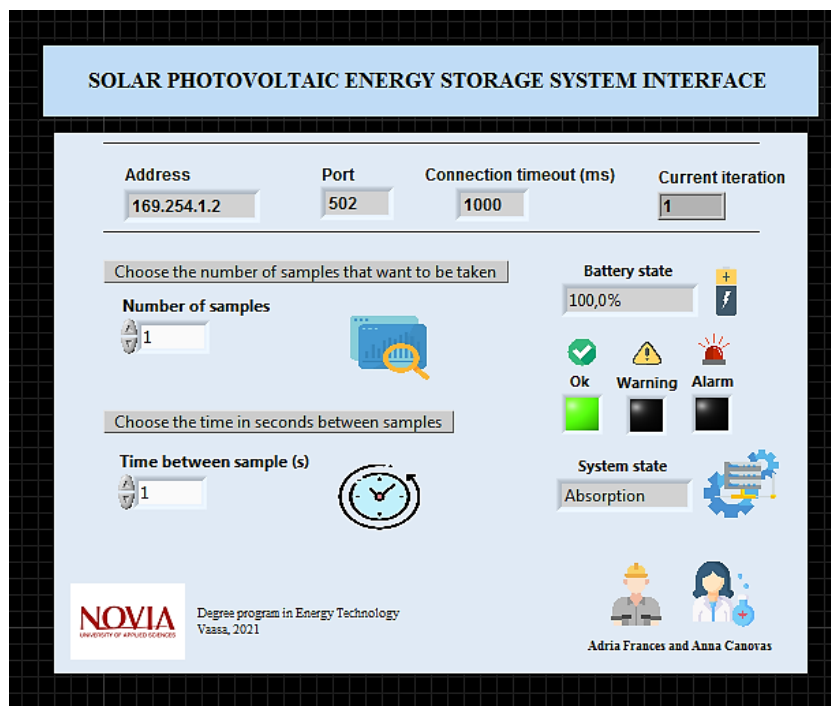 SOLAR PHOTOVOLTAIC ENERGY STORAGE SYSTEM INTERFACE
Address
Port
Connection timeout (ms)
Current iteration
169.254.1.2
502
1000
1
Choose the number of samples that want to be taken
Number of samples
1
Battery state
100,0%
Ok
Warning
Alarm
Choose the time in seconds between samples
Time between sample (s)
1
System state
Absorption
NOVIA
UNIVERSITY OF APPLIED SCIENCES
Degree program in Energy Technology
Vaasa, 2021
Adria Frances and Anna Canovas